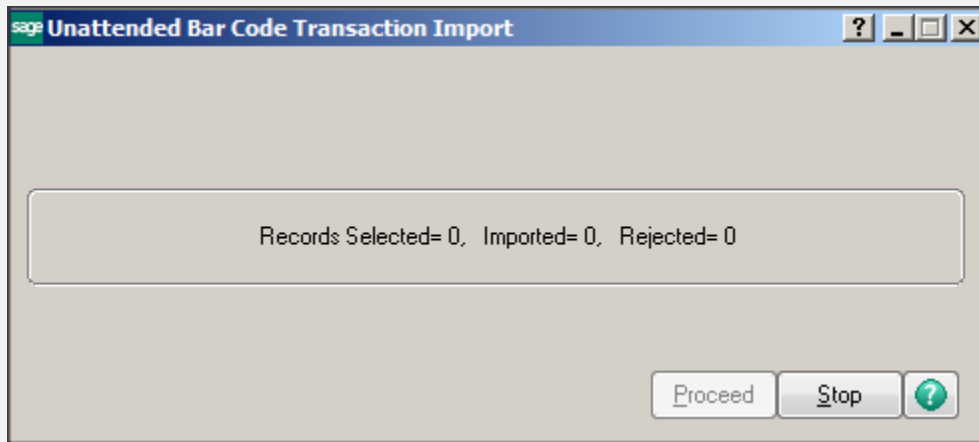 sage Unattended Bar Code Transaction Import ?
Records Selected= 0, Imported= 0, Rejected= 0
Proceed Stop ?